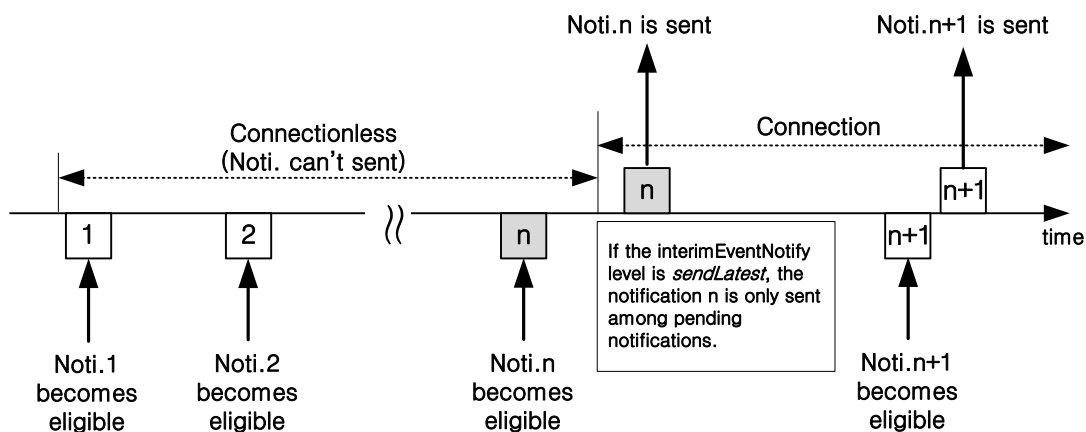 Noti.n is sent
Noti.n+1 is sent
Connectionless
(Noti. can't sent)
Connection
n
n+1
1
2
n
n+1
time
If the interimEventNotify
level is sendLatest, the
notification n is only sent
among pending
notifications.
Noti.1
becomes
eligible
Noti.2
becomes
eligible
Noti.n
becomes
eligible
Noti.n+1
becomes
eligible